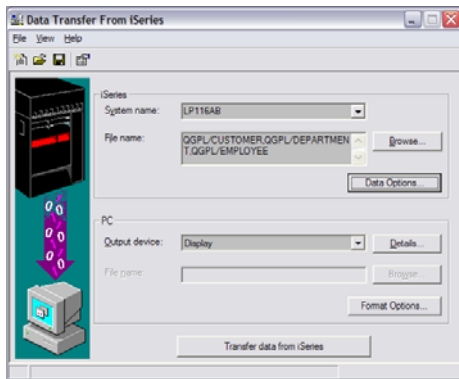 Data Transfer From iSeries
File View Help
iSeries
System name: LP116AB
File name: QGPL/CUSTOMER,QGPL/DEPARTMEN
T,QGPL/EMPLOYEE
Browse...
Data Options...
PC
Output device: Display Details...
File name: Browse...
Format Options...
Transfer data from iSeries